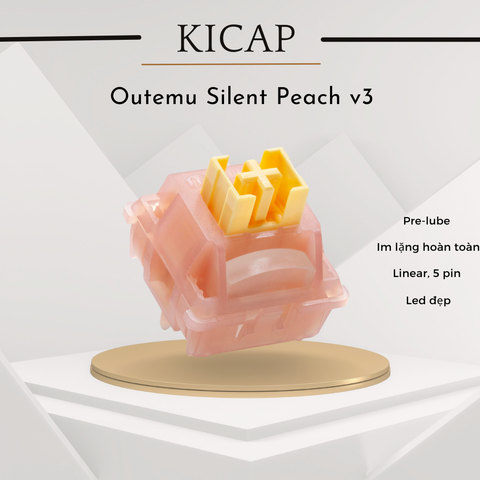 KICAP
Outemu Silent Peach v3
Pre-lube
Im lặng hoàn toàn
Linear, 5 pin
Led đẹp